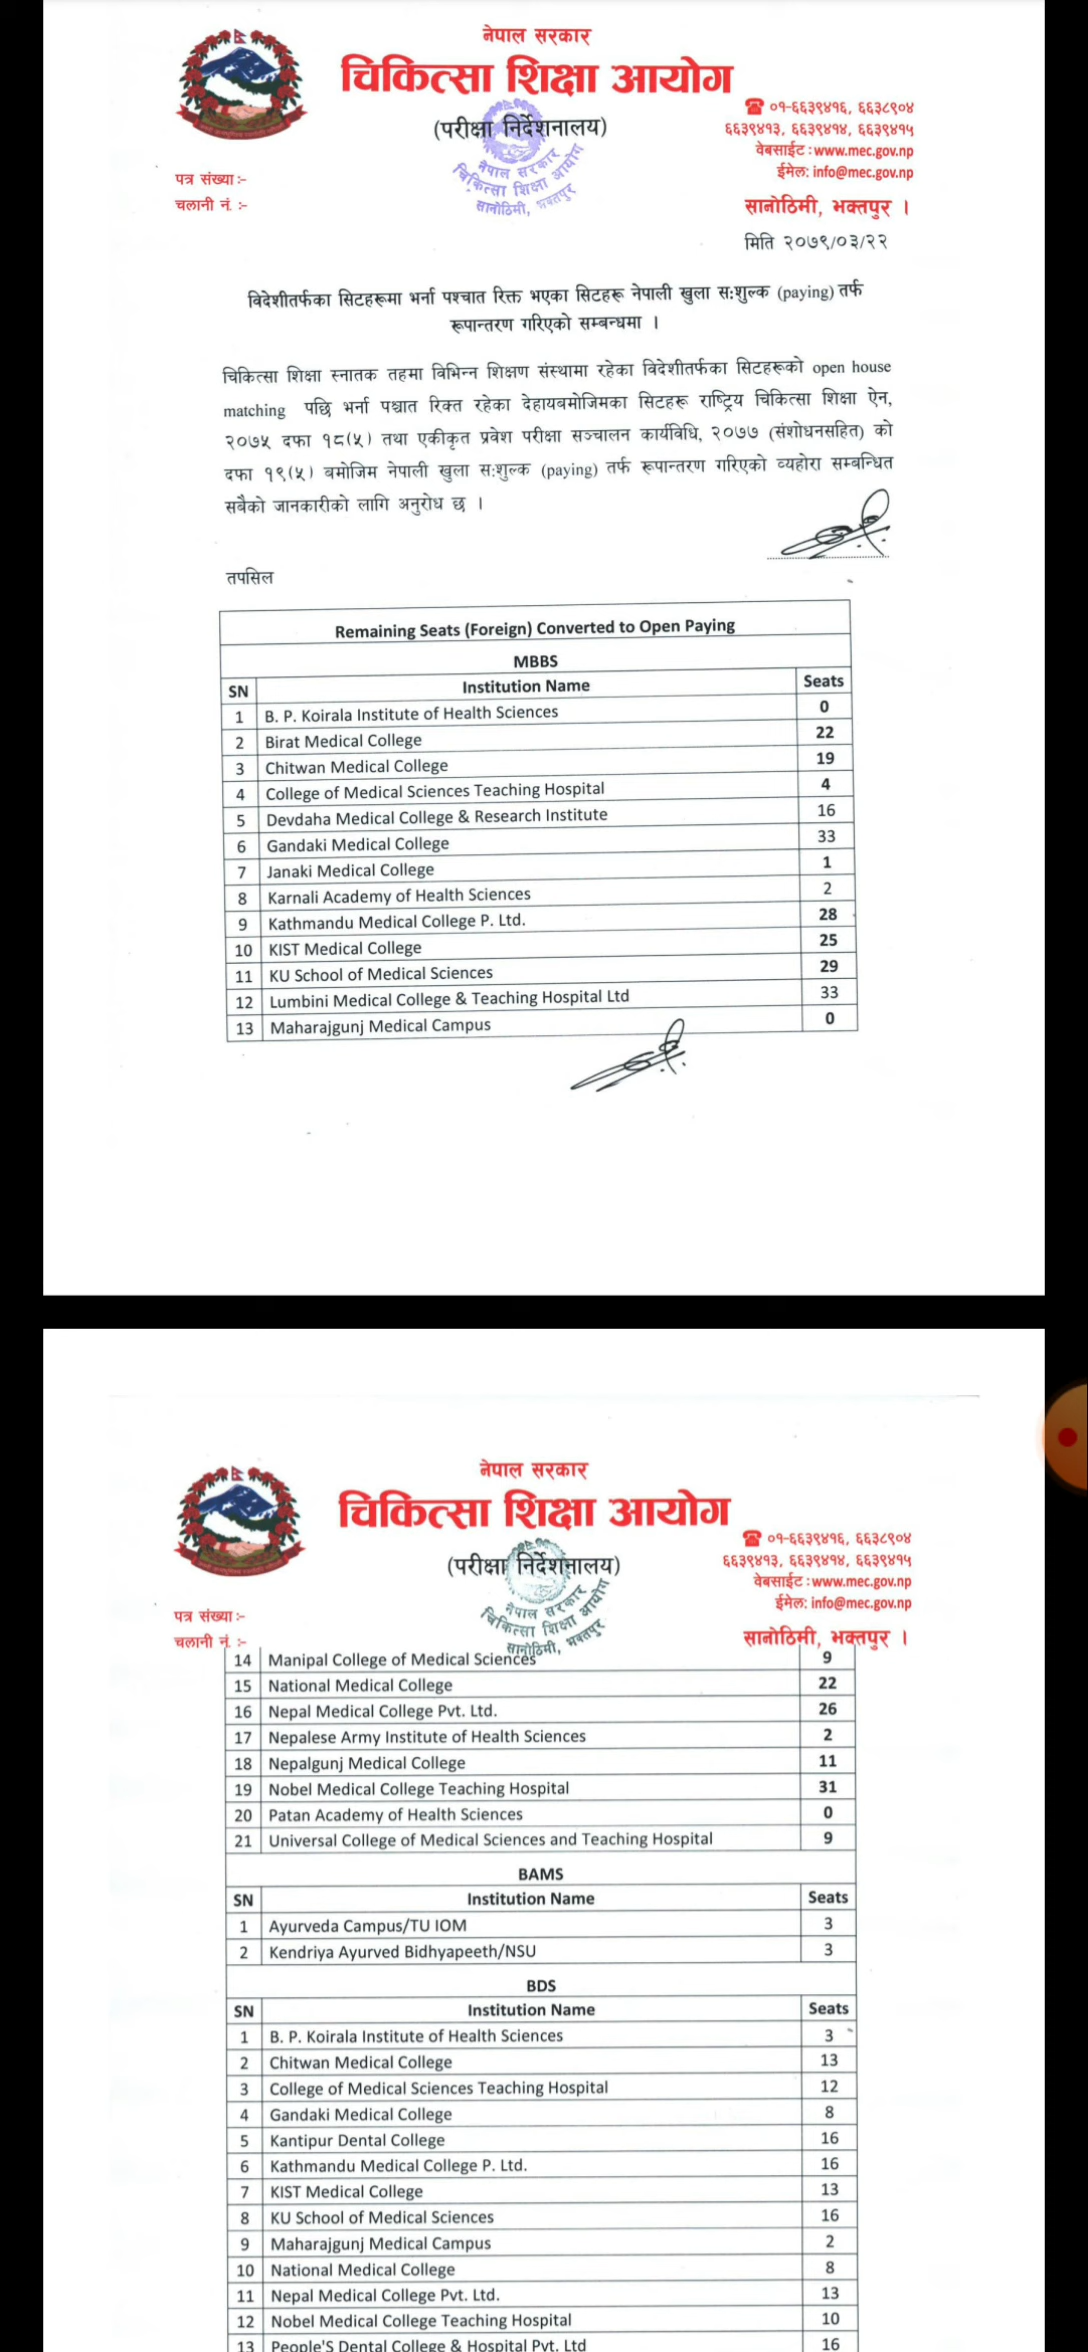 नेपाल सरकार
चिकित्सा शिक्षा आयोग
(परीक्षा निर्देशनालय)
नेपाल सरकार
चिकित्सा शिक्षा आयोग
सानोठिमी, भक्तपुर
☎ ०१-६६३९४१६, ६६३८९०४
६६३९४१३, ६६३९४१४, ६६३९४१५
वेबसाईट : www.mec.gov.np
ईमेल: info@mec.gov.np
पत्र संख्या :-
चलानी नं. :-
सानोठिमी, भक्तपुर ।
मिति २०७९/०३/२२
विदेशीतर्फका सिटहरूमा भर्ना पश्चात रिक्त भएका सिटहरू नेपाली खुला स:शुल्क (paying) तर्फ
रूपान्तरण गरिएको सम्बन्धमा ।
चिकित्सा शिक्षा स्नातक तहमा विभिन्न शिक्षण संस्थामा रहेका विदेशीतर्फका सिटहरूको open house
matching पछि भर्ना पश्चात रिक्त रहेका देहायबमोजिमका सिटहरू राष्ट्रिय चिकित्सा शिक्षा ऐन,
२०७५ दफा १८(५) तथा एकीकृत प्रवेश परीक्षा सञ्चालन कार्यविधि, २०७७ (संशोधनसहित) को
दफा १९(५) बमोजिम नेपाली खुला स:शुल्क (paying) तर्फ रूपान्तरण गरिएको व्यहोरा सम्बन्धित
सबैको जानकारीको लागि अनुरोध छ ।
तपसिल
Remaining Seats (Foreign) Converted to Open Paying
MBBS
SN Institution Name Seats
1 B. P. Koirala Institute of Health Sciences 0
2 Birat Medical College 22
3 Chitwan Medical College 19
4 College of Medical Sciences Teaching Hospital 4
5 Devdaha Medical College & Research Institute 16
6 Gandaki Medical College 33
7 Janaki Medical College 1
8 Karnali Academy of Health Sciences 2
9 Kathmandu Medical College P. Ltd. 28
10 KIST Medical College 25
11 KU School of Medical Sciences 29
12 Lumbini Medical College & Teaching Hospital Ltd 33
13 Maharajgunj Medical Campus 0
नेपाल सरकार
चिकित्सा शिक्षा आयोग
(परीक्षा निर्देशनालय)
नेपाल सरकार
चिकित्सा शिक्षा आयोग
सानोठिमी, भक्तपुर
☎ ०१-६६३९४१६, ६६३८९०४
६६३९४१३, ६६३९४१४, ६६३९४१५
वेबसाईट : www.mec.gov.np
ईमेल: info@mec.gov.np
पत्र संख्या :-
चलानी नं. :-
सानोठिमी, भक्तपुर ।
14 Manipal College of Medical Sciences 9
15 National Medical College 22
16 Nepal Medical College Pvt. Ltd. 26
17 Nepalese Army Institute of Health Sciences 2
18 Nepalgunj Medical College 11
19 Nobel Medical College Teaching Hospital 31
20 Patan Academy of Health Sciences 0
21 Universal College of Medical Sciences and Teaching Hospital 9
BAMS
SN Institution Name Seats
1 Ayurveda Campus/TU IOM 3
2 Kendriya Ayurved Bidhyapeeth/NSU 3
BDS
SN Institution Name Seats
1 B. P. Koirala Institute of Health Sciences 3
2 Chitwan Medical College 13
3 College of Medical Sciences Teaching Hospital 12
4 Gandaki Medical College 8
5 Kantipur Dental College 16
6 Kathmandu Medical College P. Ltd. 16
7 KIST Medical College 13
8 KU School of Medical Sciences 16
9 Maharajgunj Medical Campus 2
10 National Medical College 8
11 Nepal Medical College Pvt. Ltd. 13
12 Nobel Medical College Teaching Hospital 10
13 People'S Dental College & Hospital Pvt. Ltd 16